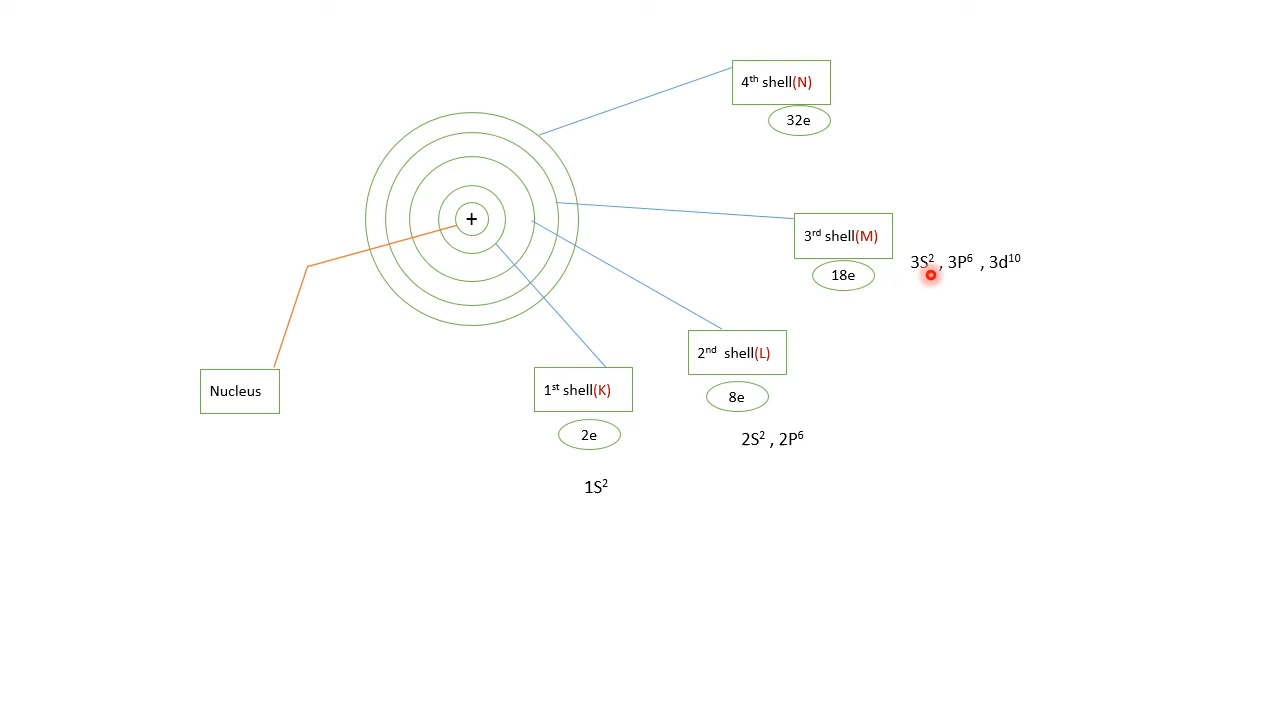 4th shell(N)
32e
+
3rd shell(M)
18e
3S2 , 3P6 , 3d10
2nd shell(L)
8e
2S2 , 2P6
Nucleus
1st shell(K)
2e
1S2